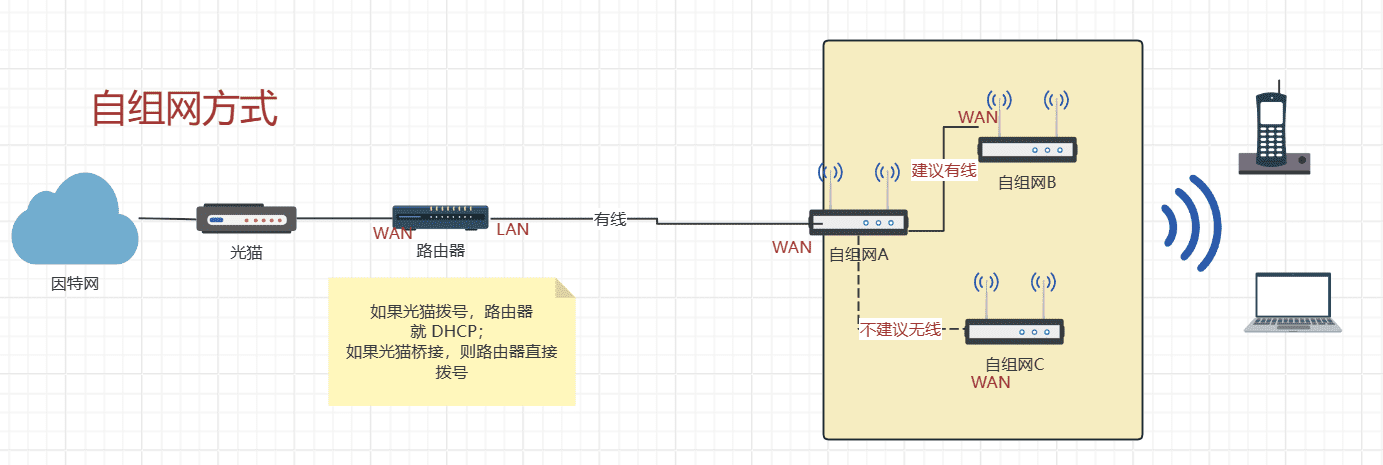 自组网方式
因特网
光猫
WAN
路由器
LAN
如果光猫拨号，路由器
就 DHCP；
如果光猫桥接，则路由器直接
拨号
有线
WAN
自组网A
建议有线
WAN
自组网B
不建议无线
自组网C
WAN